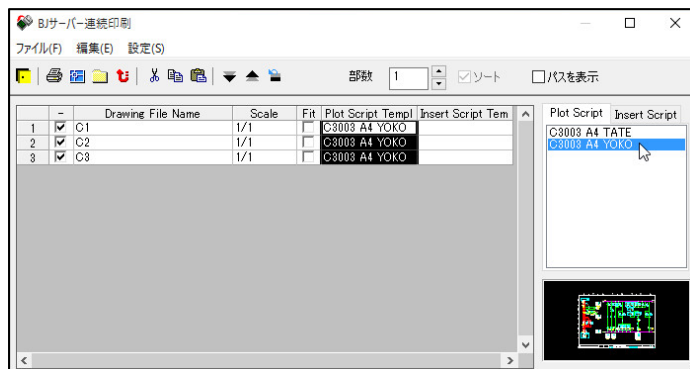 BJサーバー連続印刷
ファイル(F) 編集(E) 設定(S)
部数 1 ソート パスを表示
- Drawing File Name Scale Fit Plot Script Templ Insert Script Tem
1 C1 1/1 C3003 A4 YOKO
2 C2 1/1 C3003 A4 YOKO
3 C3 1/1 C3003 A4 YOKO
Plot Script Insert Script
C3003 A4 TATE
C3003 A4 YOKO